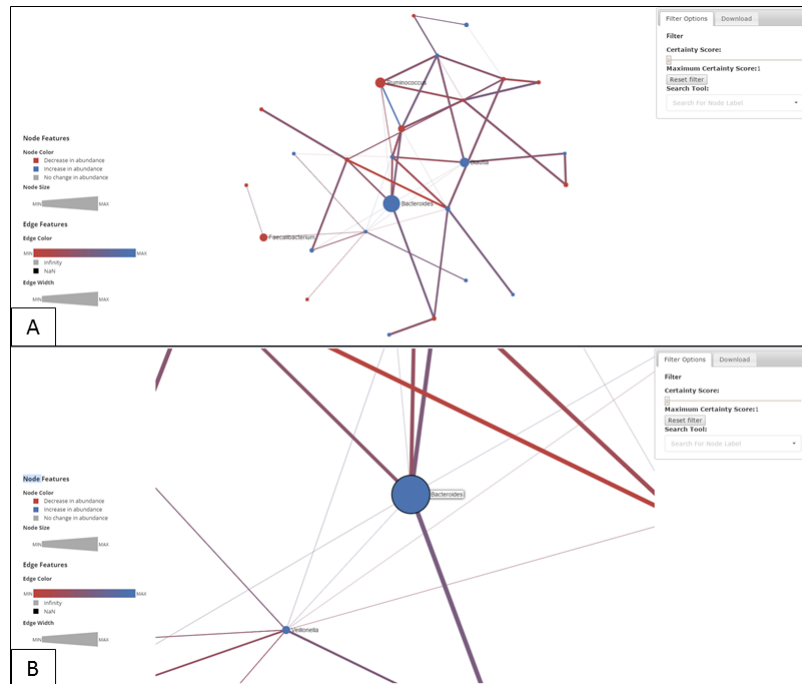 Filter Options Download
Filter
Certainty Score:
Maximum Certainty Score:1
Reset filter
Search Tool:
Search For Node Label
Ruminococcus
Blautia
Bacteroides
Faecalibacterium
Node Features
Node Color
Decrease in abundance
Increase in abundance
No change in abundance
Node Size
MIN MAX
Edge Features
Edge Color
MIN MAX
Infinity
NaN
Edge Width
MIN MAX
A
Filter Options Download
Filter
Certainty Score:
Maximum Certainty Score:1
Reset filter
Search Tool:
Search For Node Label
Bacteroides
Veillonella
Node Features
Node Color
Decrease in abundance
Increase in abundance
No change in abundance
Node Size
MIN MAX
Edge Features
Edge Color
MIN MAX
Infinity
NaN
Edge Width
MIN MAX
B